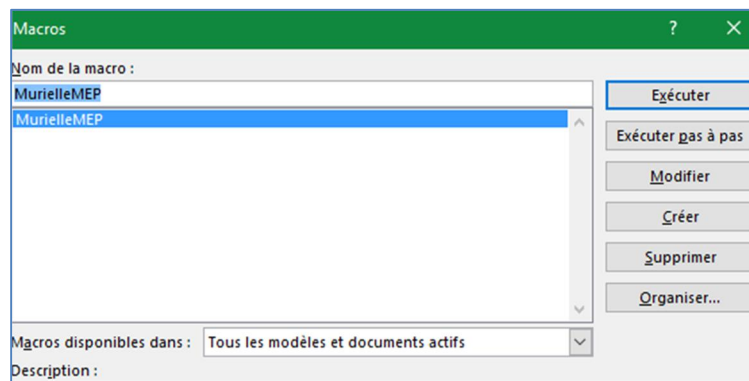 Macros ? ×
Nom de la macro :
MurielleMEP
MurielleMEP
Exécuter
Exécuter pas à pas
Modifier
Créer
Supprimer
Organiser...
Macros disponibles dans : Tous les modèles et documents actifs
Description :